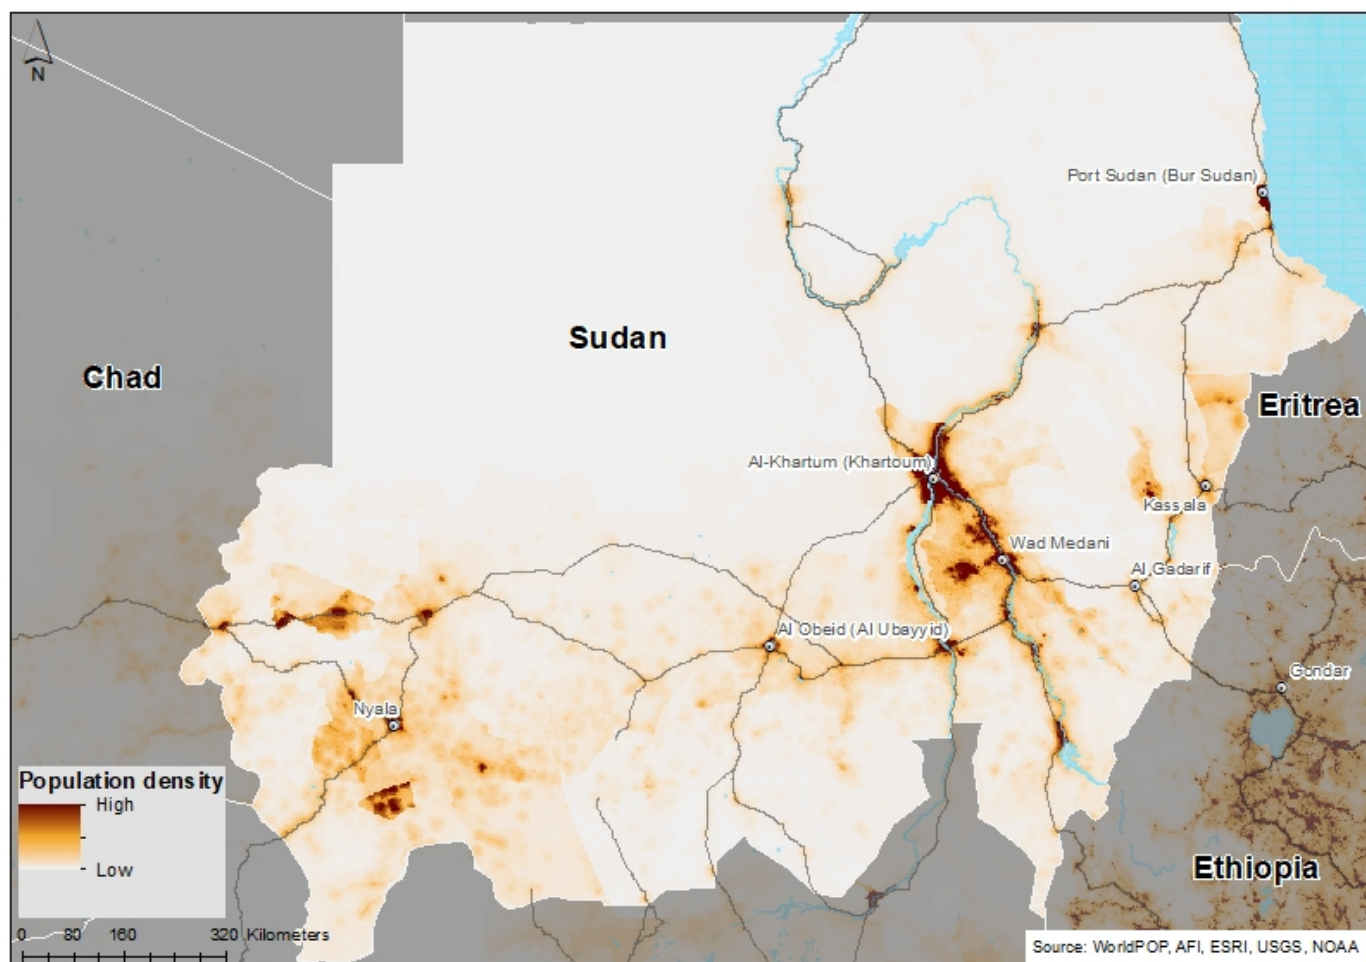 N
Port Sudan (Bur Sudan)
Sudan
Chad
Eritrea
Al-Khartum (Khartoum)
Kassala
Wad Medani
Al Gadarif
Al Obeid (Al Ubayyid)
Gondar
Nyala
Population density
High
Low
Ethiopia
0 80 160 320 Kilometers
Source: WorldPOP, AFI, ESRI, USGS, NOAA